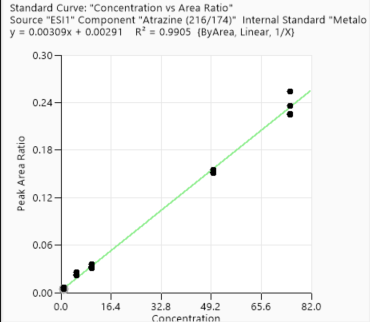 Standard Curve: "Concentration vs Area Ratio"
Source "ESI1" Component "Atrazine (216/174)" Internal Standard "Metalo
y = 0.00309x + 0.00291 R² = 0.9905 {ByArea, Linear, 1/X}
0.30
0.24
0.18
0.12
0.06
0.00
Peak Area Ratio
0.0 16.4 32.8 49.2 65.6 82.0
Concentration